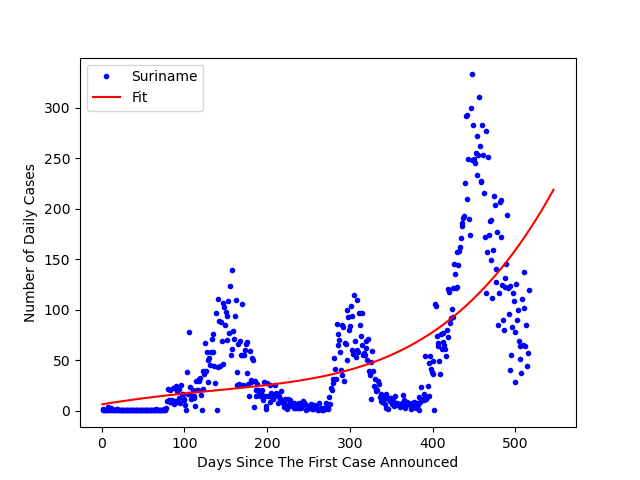 Suriname
Fit
300
250
200
150
100
50
0
Number of Daily Cases
0 100 200 300 400 500
Days Since The First Case Announced